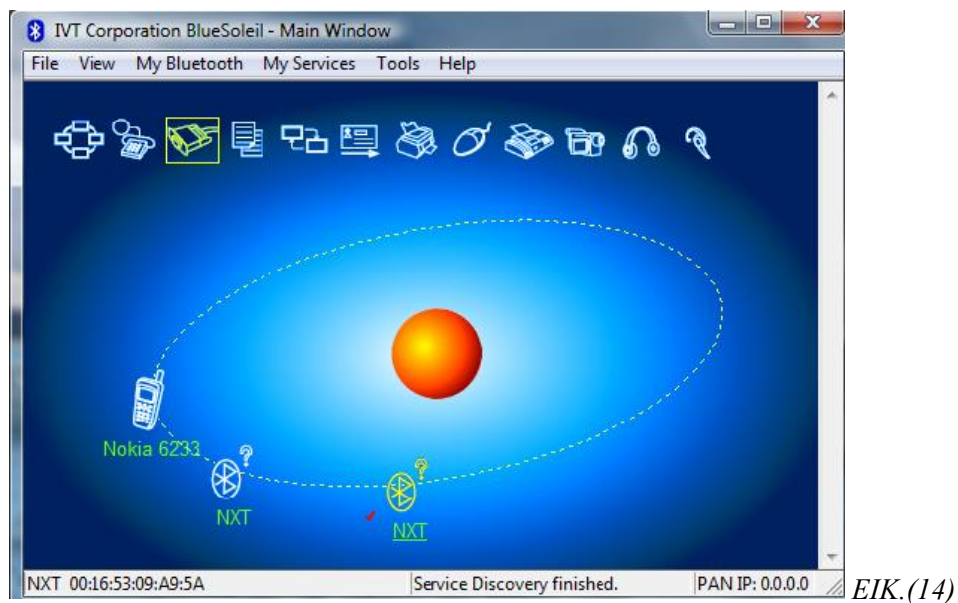 IVT Corporation BlueSoleil - Main Window
File View My Bluetooth My Services Tools Help
Nokia 6233
NXT
NXT
NXT 00:16:53:09:A9:5A Service Discovery finished. PAN IP: 0.0.0.0
ΕΙΚ.(14)